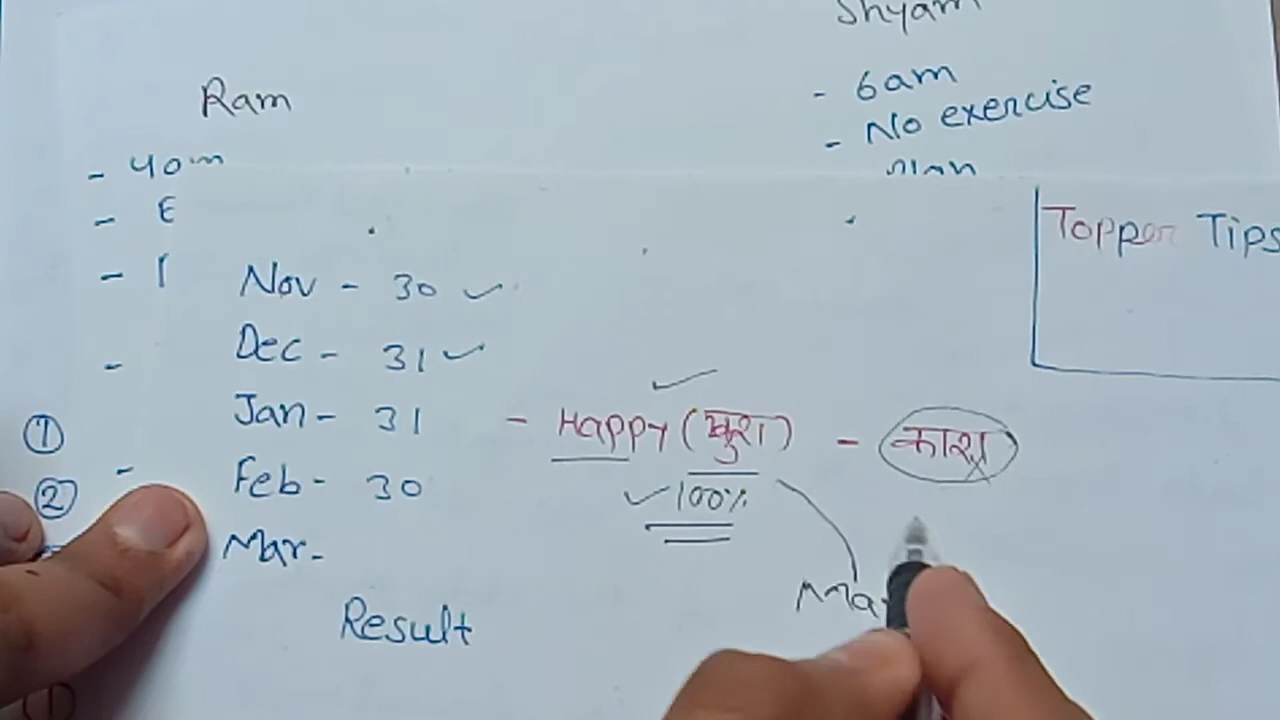 Shyam
Ram
- 6am
- No exercise
- 40m
- E
Topper Tips
Nov - 30 ✓
Dec - 31 ✓
Jan - 31 - Happy (खुश) - काश
①
Feb - 30
✓100%
②
Mar-
Result